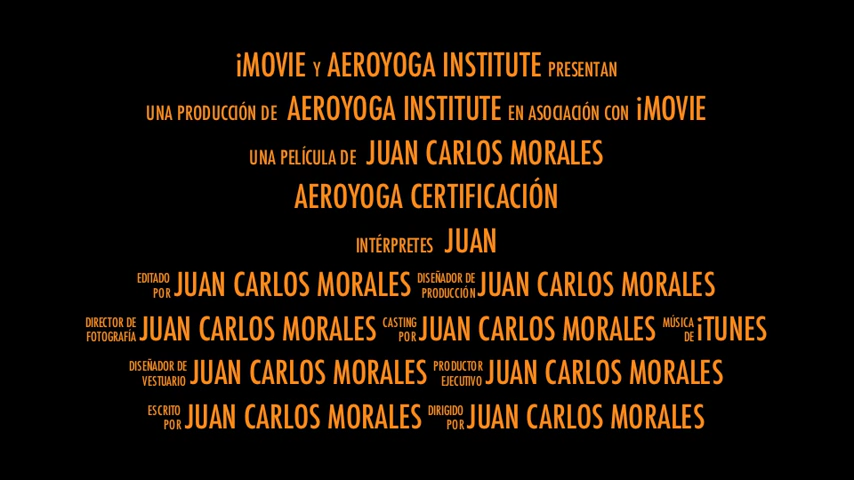 iMOVIE Y AEROYOGA INSTITUTE PRESENTAN
UNA PRODUCCIÓN DE AEROYOGA INSTITUTE EN ASOCIACIÓN CON iMOVIE
UNA PELÍCULA DE JUAN CARLOS MORALES
AEROYOGA CERTIFICACIÓN
INTÉRPRETES JUAN
EDITADO POR JUAN CARLOS MORALES DISEÑADOR DE PRODUCCIÓN JUAN CARLOS MORALES
DIRECTOR DE FOTOGRAFÍA JUAN CARLOS MORALES CASTING POR JUAN CARLOS MORALES MÚSICA DE iTUNES
DISEÑADOR DE VESTUARIO JUAN CARLOS MORALES PRODUCTOR EJECUTIVO JUAN CARLOS MORALES
ESCRITO POR JUAN CARLOS MORALES DIRIGIDO POR JUAN CARLOS MORALES